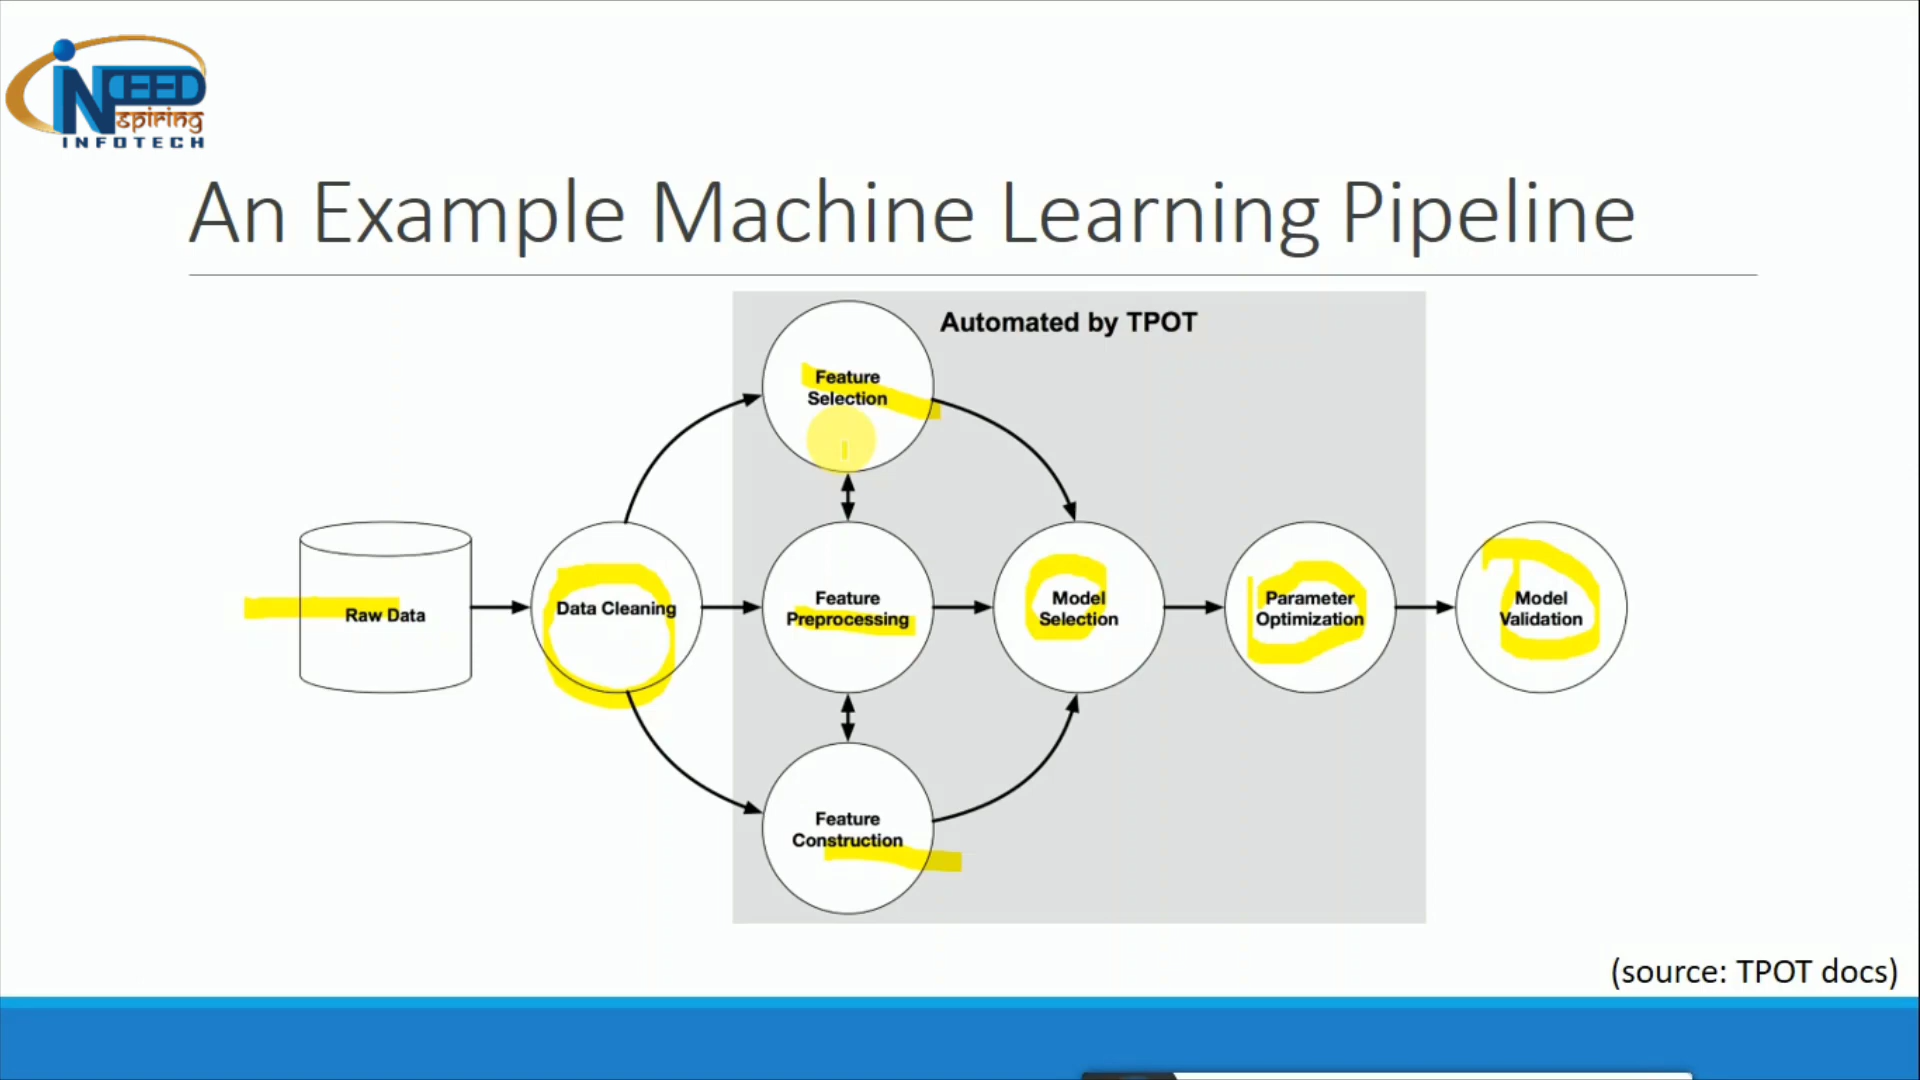 iNDEED
Nspiring
INFOTECH
An Example Machine Learning Pipeline
Automated by TPOT
Feature
Selection
Raw Data
Data Cleaning
Feature
Preprocessing
Model
Selection
Parameter
Optimization
Model
Validation
Feature
Construction
(source: TPOT docs)